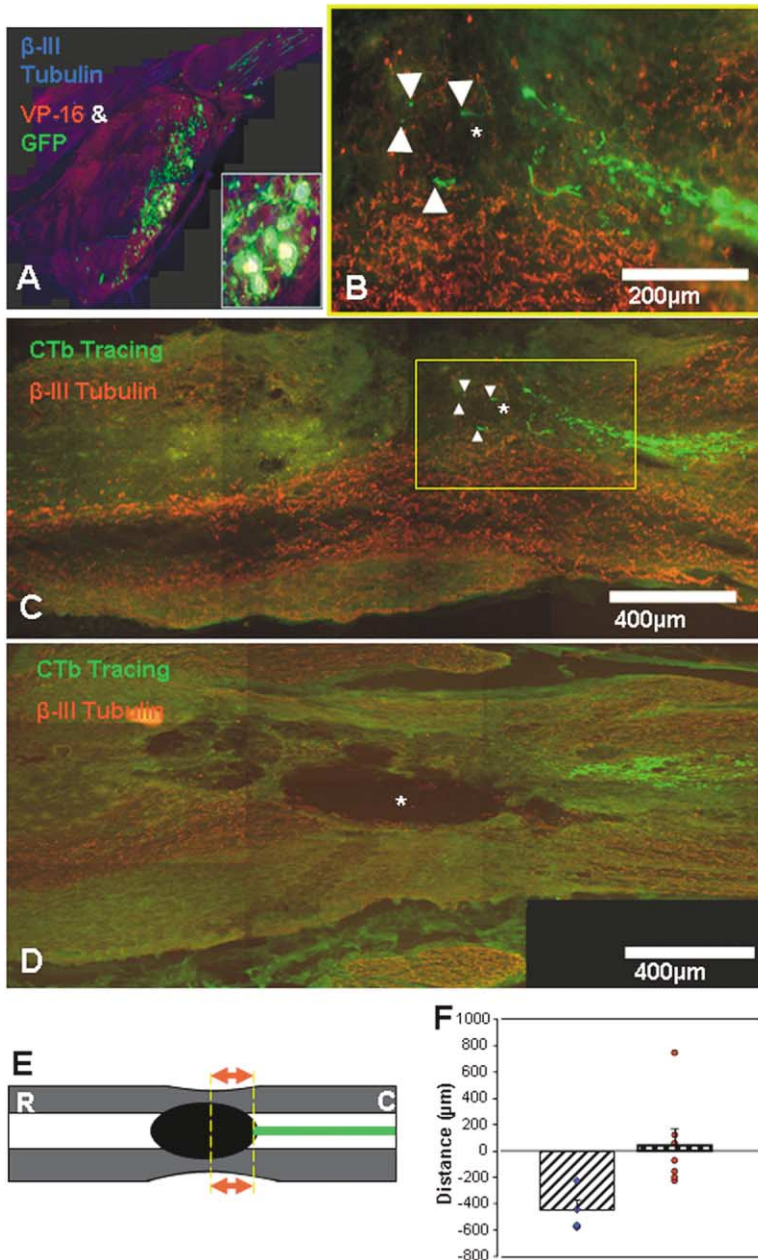 β-III
Tubulin
VP-16 &
GFP
A
*
B
200µm
CTb Tracing
β-III Tubulin
*
C
400µm
CTb Tracing
β-III Tubulin
*
D
400µm
E
R
C
F
Distance (µm)
1000
800
600
400
200
0
-200
-400
-600
-800